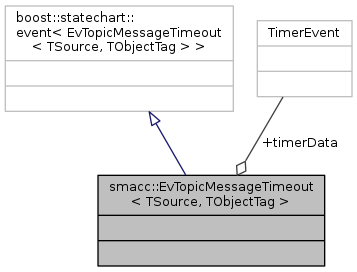 boost::statechart::
event< EvTopicMessageTimeout
< TSource, TObjectTag > >
TimerEvent
+timerData
smacc::EvTopicMessageTimeout
< TSource, TObjectTag >